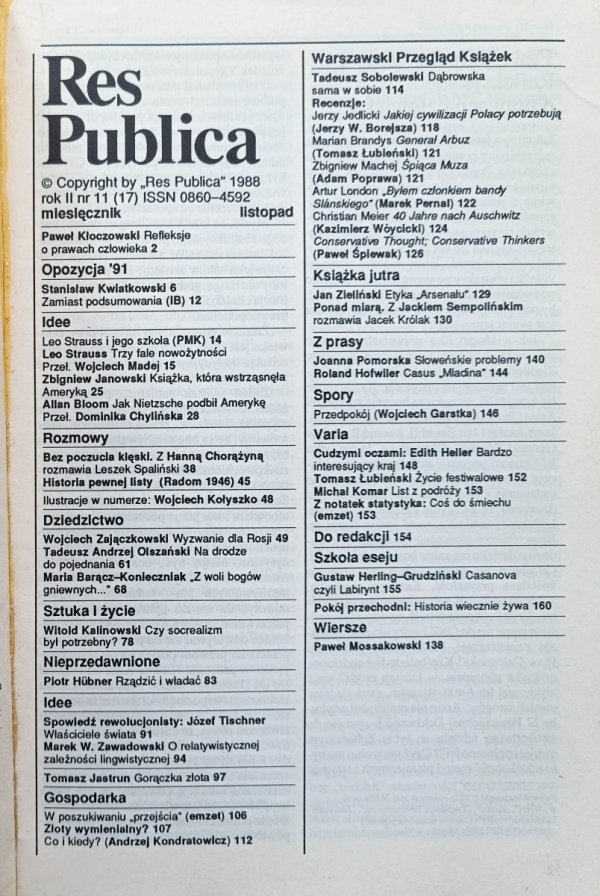 Res
Publica
© Copyright by „Res Publica" 1988
rok II nr 11 (17) ISSN 0860–4592
miesięcznik listopad
Paweł Kloczowski Refleksje
o prawach człowieka 2
Opozycja '91
Stanisław Kwiatkowski 6
Zamiast podsumowania (IB) 12
Idee
Leo Strauss i jego szkoła (PMK) 14
Leo Strauss Trzy fale nowożytności
Przeł. Wojciech Madej 15
Zbigniew Janowski Książka, która wstrząsnęła
Ameryką 25
Allan Bloom Jak Nietzsche podbił Amerykę
Przeł. Dominika Chylińska 28
Rozmowy
Bez poczucia klęski. Z Hanną Chorążyną
rozmawia Leszek Spaliński 38
Historia pewnej listy (Radom 1946) 45
Ilustracje w numerze: Wojciech Kołyszko 48
Dziedzictwo
Wojciech Zajączkowski Wyzwanie dla Rosji 49
Tadeusz Andrzej Olszański Na drodze
do pojednania 61
Maria Barącz–Konieczniak „Z woli bogów
gniewnych..." 68
Sztuka i życie
Witold Kalinowski Czy socrealizm
był potrzebny? 78
Nieprzedawnione
Piotr Hübner Rządzić i władać 83
Idee
Spowiedź rewolucjonisty: Józef Tischner
Właściciele świata 91
Marek W. Zawadowski O relatywistycznej
zależności lingwistycznej 94
Tomasz Jastrun Gorączka złota 97
Gospodarka
W poszukiwaniu „przejścia" (emzet) 106
Złoty wymienialny? 107
Co i kiedy? (Andrzej Kondratowicz) 112
Warszawski Przegląd Książek
Tadeusz Sobolewski Dąbrowska
sama w sobie 114
Recenzje:
Jerzy Jedlicki Jakiej cywilizacji Polacy potrzebują
(Jerzy W. Borejsza) 118
Marian Brandys General Arbuz
(Tomasz Łubieński) 121
Zbigniew Machej Śpiąca Muza
(Adam Poprawa) 121
Artur London „Byłem członkiem bandy
Slánskiego" (Marek Pernal) 122
Christian Meier 40 Jahre nach Auschwitz
(Kazimierz Wóycicki) 124
Conservative Thought; Conservative Thinkers
(Paweł Śpiewak) 126
Książka jutra
Jan Zieliński Etyka „Arsenału" 129
Ponad miarą. Z Jackiem Sempolińskim
rozmawia Jacek Królak 130
Z prasy
Joanna Pomorska Słoweńskie problemy 140
Roland Hofwiler Casus „Mladina" 144
Spory
Przedpokój (Wojciech Garstka) 146
Varia
Cudzymi oczami: Edith Heller Bardzo
interesujący kraj 148
Tomasz Łubieński Życie festiwalowe 152
Michał Komar List z podróży 153
Z notatek statystyka: Coś do śmiechu
(emzet) 153
Do redakcji 154
Szkoła eseju
Gustaw Herling–Grudziński Casanova
czyli Labirynt 155
Pokój przechodni: Historia wiecznie żywa 160
Wiersze
Paweł Mossakowski 138